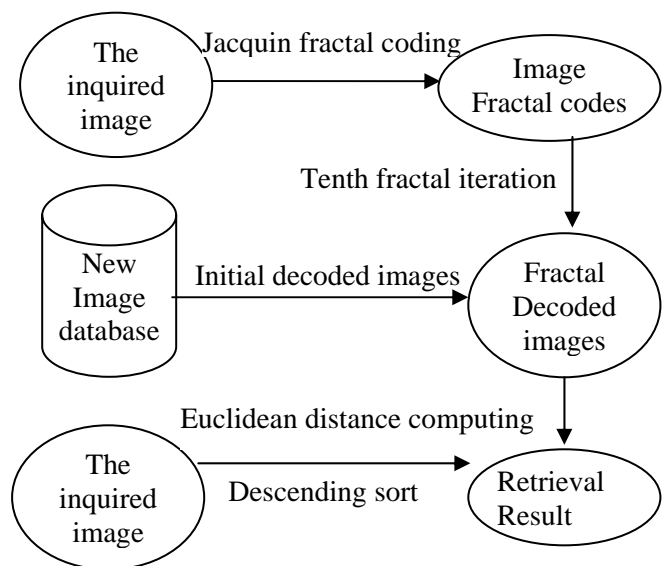 The
inquired
image
Jacquin fractal coding
Image
Fractal codes
Tenth fractal iteration
New
Image
database
Initial decoded images
Fractal
Decoded
images
Euclidean distance computing
The
inquired
image
Descending sort
Retrieval
Result